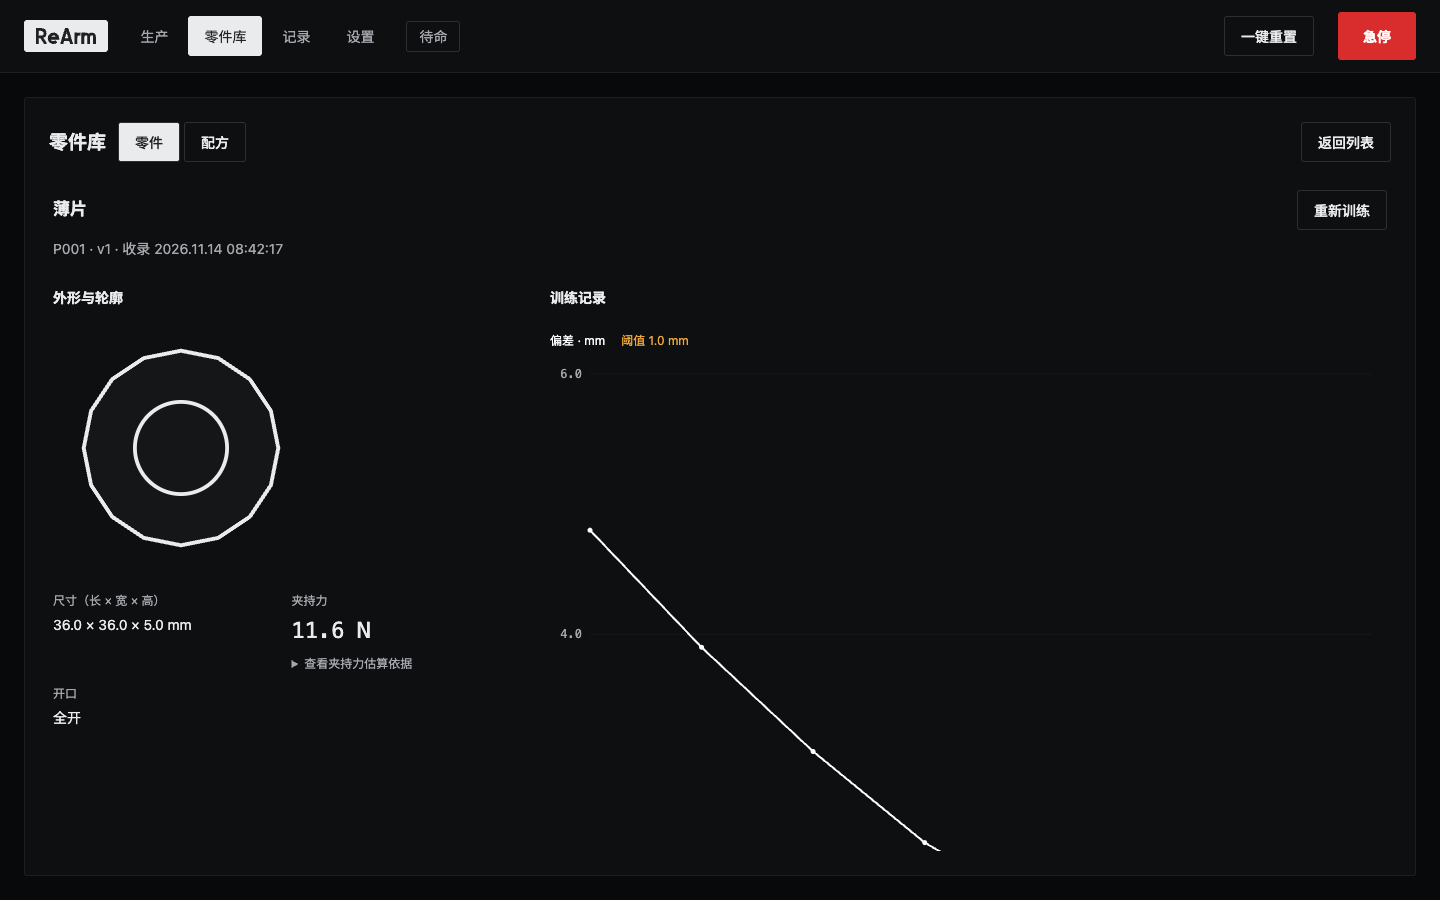 ReArm 生产 零件库 记录 设置 待命 一键重置 急停
零件库 零件 配方 返回列表
薄片 重新训练
P001 · v1 · 收录 2026.11.14 08:42:17
外形与轮廓 训练记录
偏差 · mm 阈值 1.0 mm
6.0
4.0
尺寸（长 × 宽 × 高） 夹持力
36.0 × 36.0 × 5.0 mm 11.6 N
▶ 查看夹持力估算依据
开口
全开